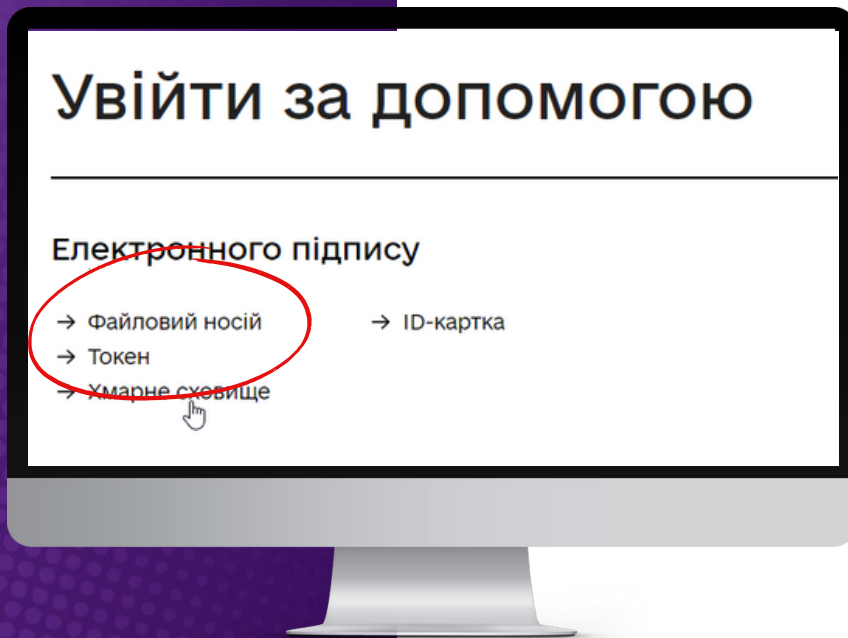 Увійти за допомогою
Електронного підпису
→ Файловий носій
→ Токен
→ Хмарне сховище
→ ID-картка